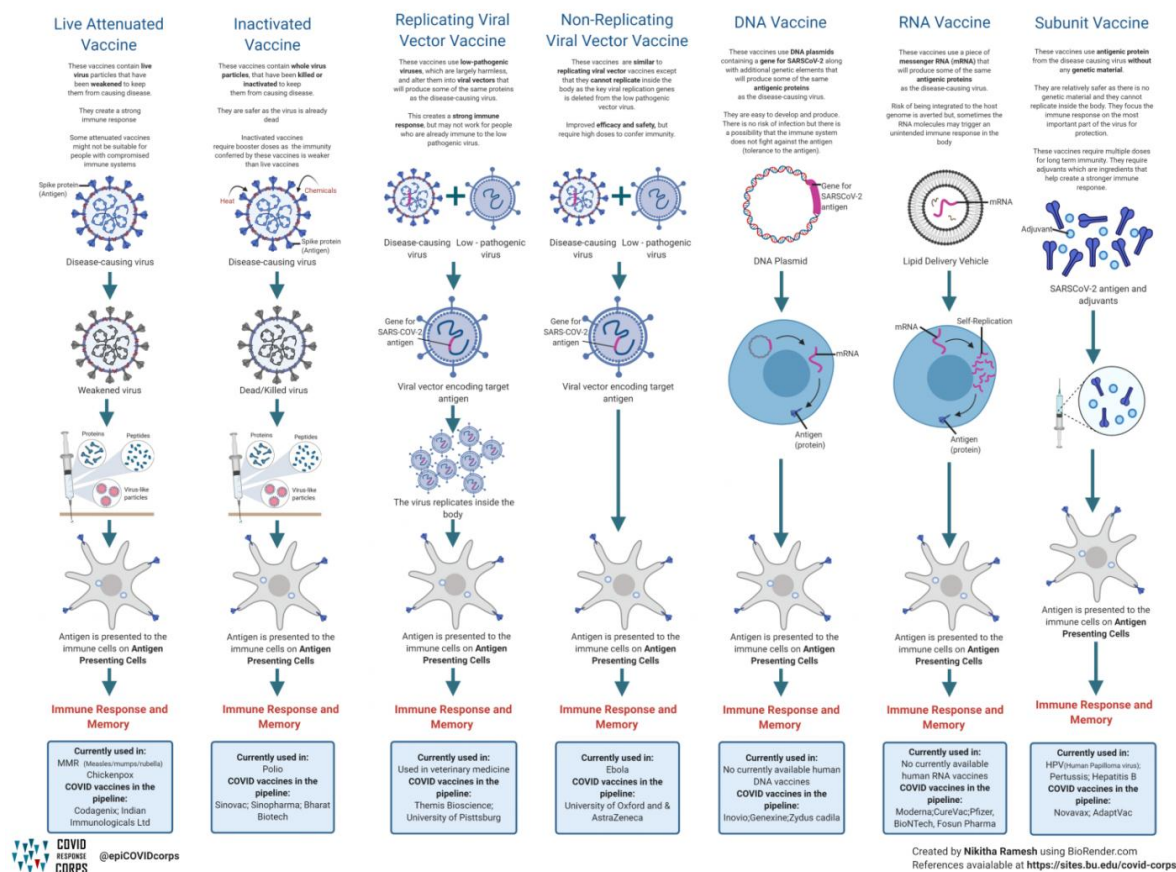 Live Attenuated
Vaccine
These vaccines contain live
virus particles that have
been weakened to keep
them from causing disease.
They create a strong
immune response
Some attenuated vaccines
might not be suitable for
people with compromised
immune systems
Spike protein
(Antigen)
Disease-causing virus
Weakened virus
Proteins
Peptides
Virus-like
particles
Antigen is presented to the
immune cells on Antigen
Presenting Cells
Immune Response and
Memory
Currently used in:
MMR (Measles/mumps/rubella)
Chickenpox
COVID vaccines in the
pipeline:
Codagenix; Indian
Immunologicals Ltd
Inactivated
Vaccine
These vaccines contain whole virus
particles, that have been killed or
inactivated to keep
them from causing disease.
They are safer as the virus is already
dead
Inactivated vaccines
require booster doses as the immunity
conferred by these vaccines is weaker
than live vaccines
Heat
Chemicals
Spike protein
(Antigen)
Disease-causing virus
Dead/Killed virus
Proteins
Peptides
Virus-like
particles
Antigen is presented to the
immune cells on Antigen
Presenting Cells
Immune Response and
Memory
Currently used in:
Polio
COVID vaccines in the
pipeline:
Sinovac; Sinopharma; Bharat
Biotech
Replicating Viral
Vector Vaccine
These vaccines use low-pathogenic
viruses, which are largely harmless,
and alter them into viral vectors that
will produce some of the same proteins
as the disease-causing virus.
This creates a strong immune
response, but may not work for people
who are already immune to the low
pathogenic virus.
Disease-causing
virus
Low - pathogenic
virus
Gene for
SARS-COV-2
antigen
Viral vector encoding target
antigen
The virus replicates inside the
body
Antigen is presented to the
immune cells on Antigen
Presenting Cells
Immune Response and
Memory
Currently used in:
Used in veterinary medicine
COVID vaccines in the
pipeline:
Themis Bioscience;
University of Pisttsburg
Non-Replicating
Viral Vector Vaccine
These vaccines are similar to
replicating viral vector vaccines except
that they cannot replicate inside the
body as the key viral replication genes
is deleted from the low pathogenic
vector virus.
Improved efficacy and safety, but
require high doses to confer immunity.
Disease-causing
virus
Low - pathogenic
virus
Gene for
SARS-COV-2
antigen
Viral vector encoding target
antigen
Antigen is presented to the
immune cells on Antigen
Presenting Cells
Immune Response and
Memory
Currently used in:
Ebola
COVID vaccines in the
pipeline:
University of Oxford and &
AstraZeneca
DNA Vaccine
These vaccines use DNA plasmids
containing a gene for SARSCoV-2 along
with additional genetic elements that
will produce some of the same
antigenic proteins
as the disease-causing virus.
They are easy to develop and produce.
There is no risk of infection but there is
a possibility that the immune system
does not fight against the antigen
(tolerance to the antigen).
Gene for
SARSCoV-2
antigen
DNA Plasmid
mRNA
Antigen
(protein)
Antigen is presented to the
immune cells on Antigen
Presenting Cells
Immune Response and
Memory
Currently used in:
No currently available human
DNA vaccines
COVID vaccines in the
pipeline:
Inovio;Genexine;Zydus cadila
RNA Vaccine
These vaccines use a piece of
messenger RNA (mRNA) that
will produce some of the same
antigenic proteins
as the disease-causing virus.
Risk of being integrated to the host
genome is averted but, sometimes the
RNA molecules may trigger an
unintended immune response in the
body
mRNA
Lipid Delivery Vehicle
mRNA
Self-Replication
Antigen
(protein)
Antigen is presented to the
immune cells on Antigen
Presenting Cells
Immune Response and
Memory
Currently used in:
No currently available
human RNA vaccines
COVID vaccines in the
pipeline:
Moderna;CureVac;Pfizer,
BioNTech, Fosun Pharma
Subunit Vaccine
These vaccines use antigenic protein
from the disease causing virus without
any genetic material.
They are relatively safer as there is no
genetic material and they cannot
replicate inside the body. They focus the
immune response on the most
important part of the virus for
protection.
These vaccines require multiple doses
for long term immunity. They require
adjuvants which are ingredients that
help create a stronger immune
response.
Adjuvant
SARSCoV-2 antigen and
adjuvants
Antigen is presented to the
immune cells on Antigen
Presenting Cells
Immune Response and
Memory
Currently used in:
HPV(Human Papilloma virus);
Pertussis; Hepatitis B
COVID vaccines in the
pipeline:
Novavax; AdaptVac
COVID
RESPONSE
CORPS
@epiCOVIDcorps
Created by Nikitha Ramesh using BioRender.com
References avaialable at https://sites.bu.edu/covid-corps